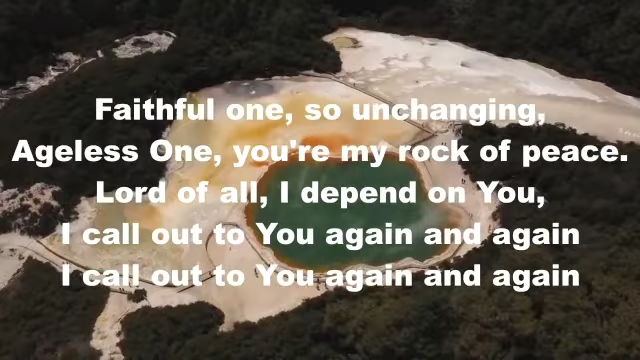 Faithful one, so unchanging,
Ageless One, you're my rock of peace.
Lord of all, I depend on You,
I call out to You again and again
I call out to You again and again